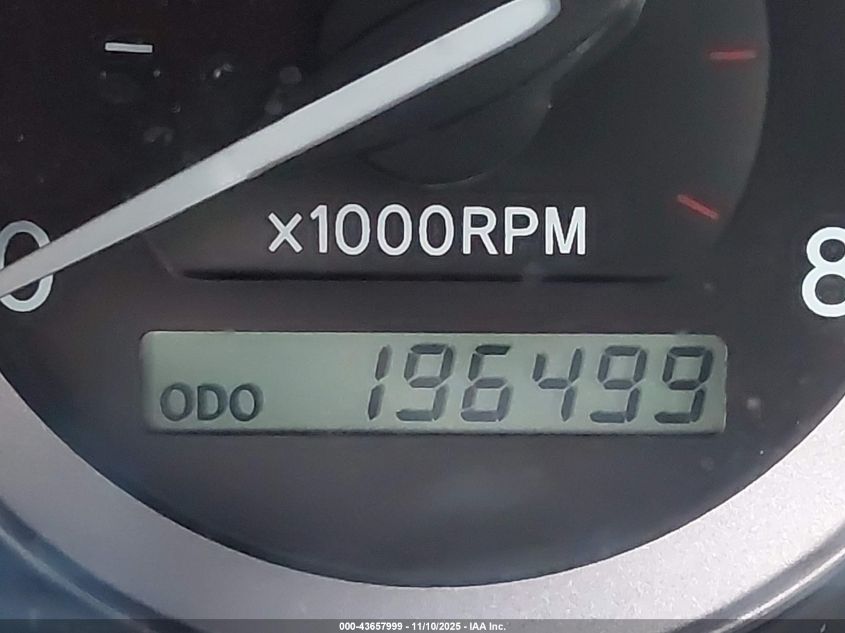 x1000RPM
0
8
ODO 196499
000-43657999 - 11/10/2025 - IAA Inc.